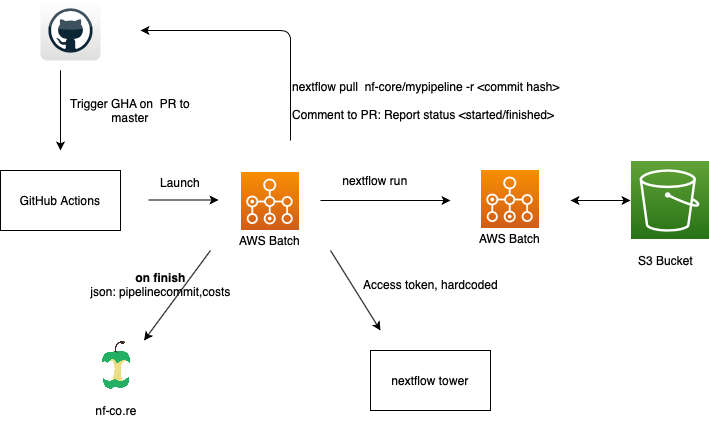 nextflow pull  nf-core/mypipeline -r <commit hash>
Comment to PR: Report status <started/finished>
Trigger GHA on  PR to
master
GitHub Actions
Launch
AWS Batch
nextflow run
AWS Batch
S3 Bucket
on finish
json: pipelinecommit,costs
Access token, hardcoded
nf-co.re
nextflow tower